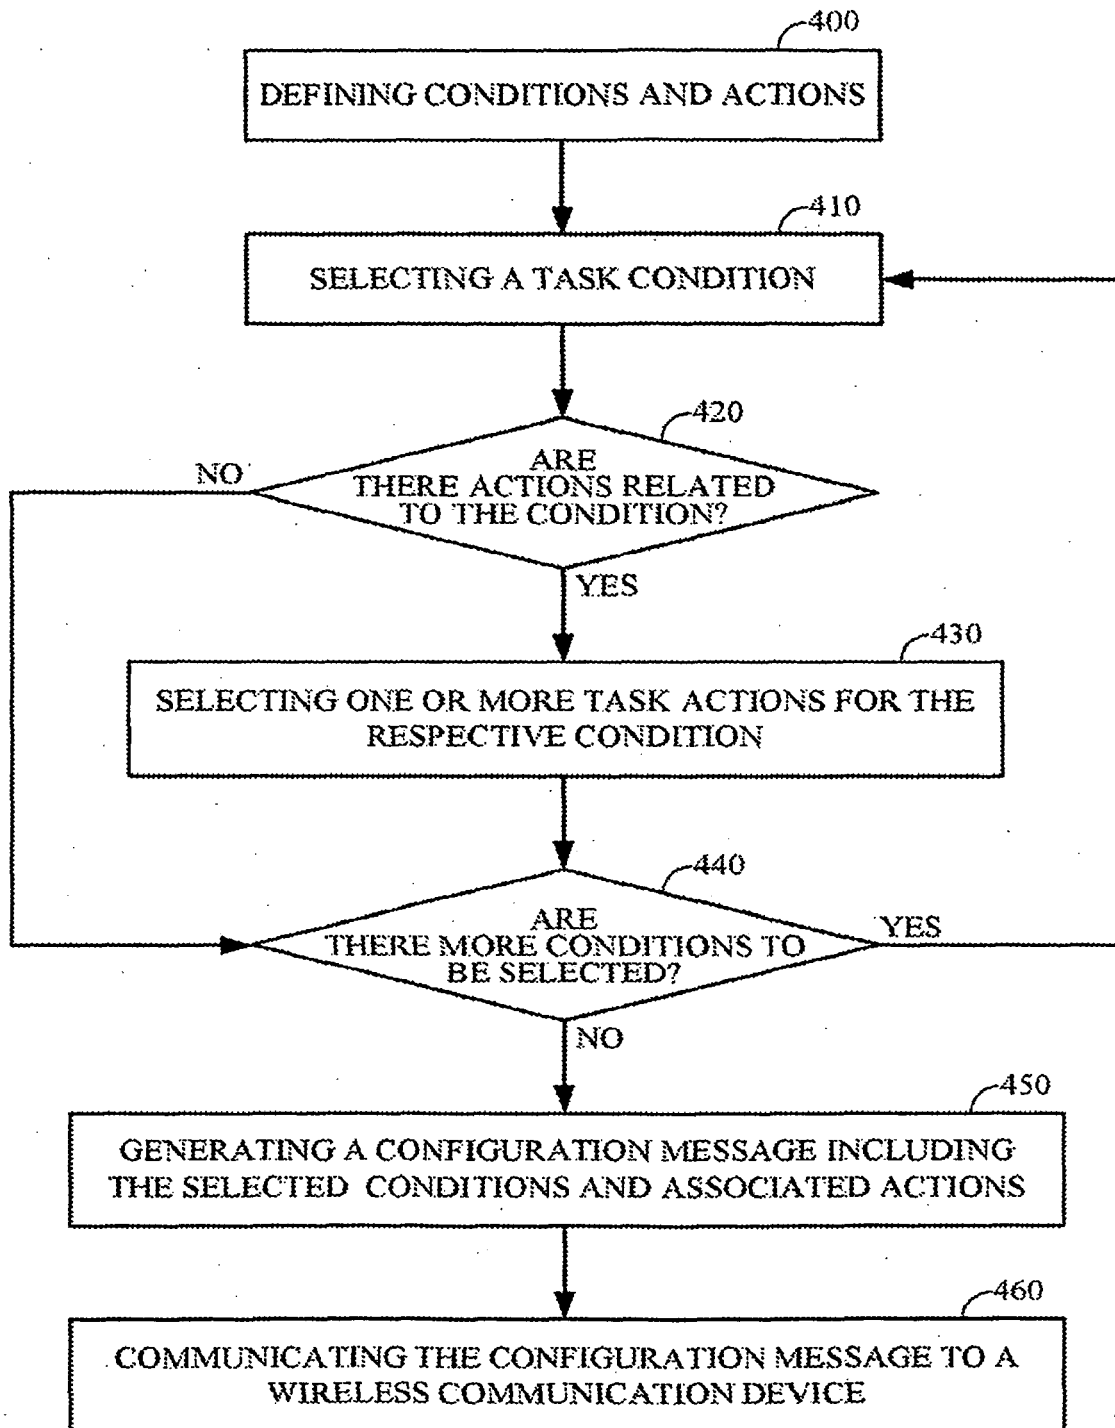 400
DEFINING CONDITIONS AND ACTIONS
410
SELECTING A TASK CONDITION
420
ARE
THERE ACTIONS RELATED
TO THE CONDITION?
NO
YES
430
SELECTING ONE OR MORE TASK ACTIONS FOR THE
RESPECTIVE CONDITION
440
ARE
THERE MORE CONDITIONS TO
BE SELECTED?
YES
NO
450
GENERATING A CONFIGURATION MESSAGE INCLUDING
THE SELECTED CONDITIONS AND ASSOCIATED ACTIONS
460
COMMUNICATING THE CONFIGURATION MESSAGE TO A
WIRELESS COMMUNICATION DEVICE